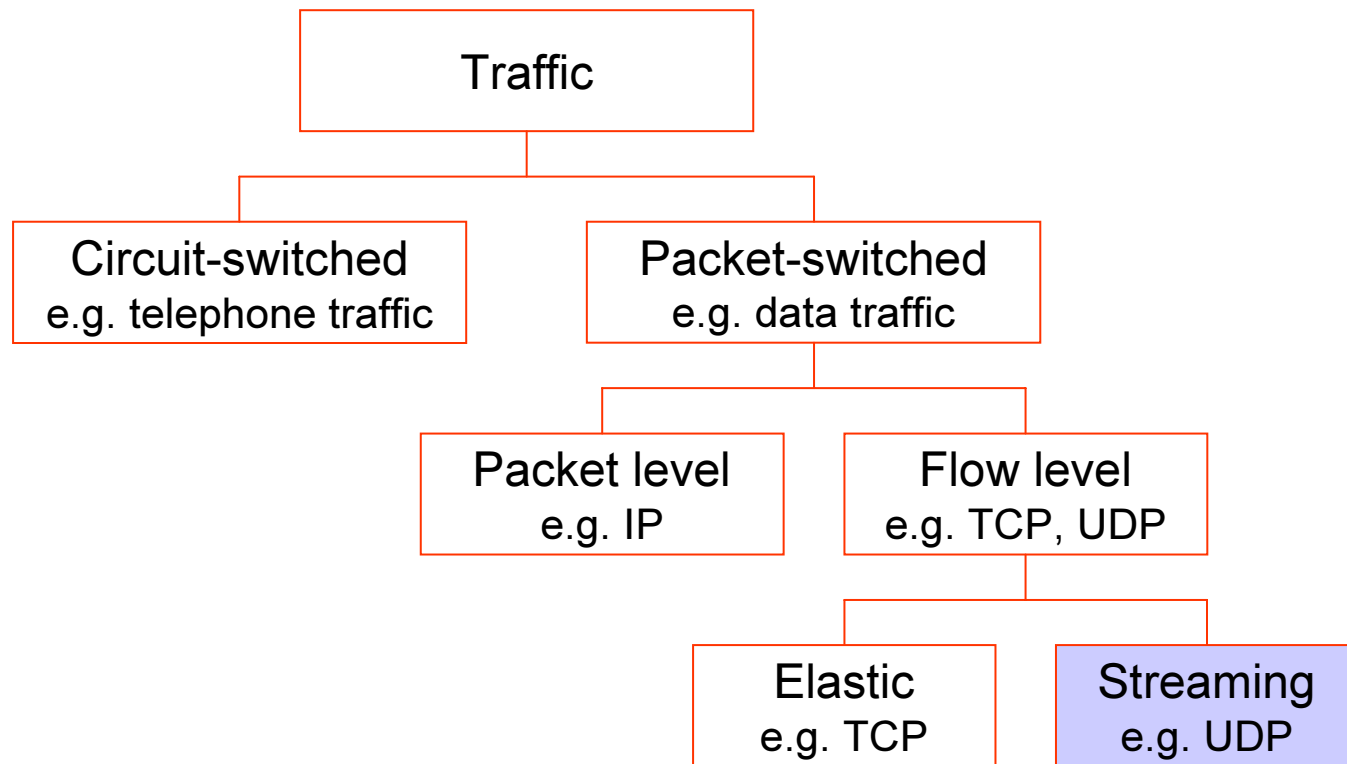 Traffic
Circuit-switched
e.g. telephone traffic
Packet-switched
e.g. data traffic
Packet level
e.g. IP
Flow level
e.g. TCP, UDP
Elastic
e.g. TCP
Streaming
e.g. UDP